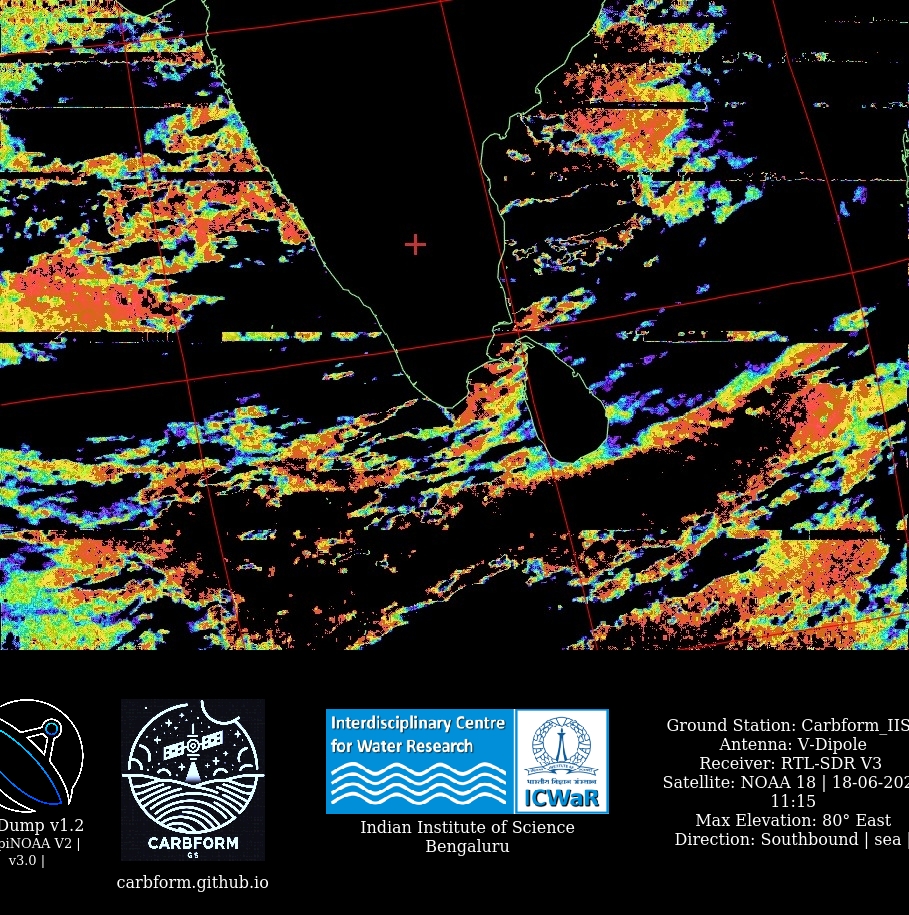 Dump v1.2
piNOAA V2 |
v3.0 |
CARBFORM
GS
carbform.github.io
Interdisciplinary Centre
for Water Research
भारतीय विज्ञान संस्थान
ICWaR
Indian Institute of Science
Bengaluru
Ground Station: Carbform_IIS
Antenna: V-Dipole
Receiver: RTL-SDR V3
Satellite: NOAA 18 | 18-06-202
11:15
Max Elevation: 80° East
Direction: Southbound | sea |